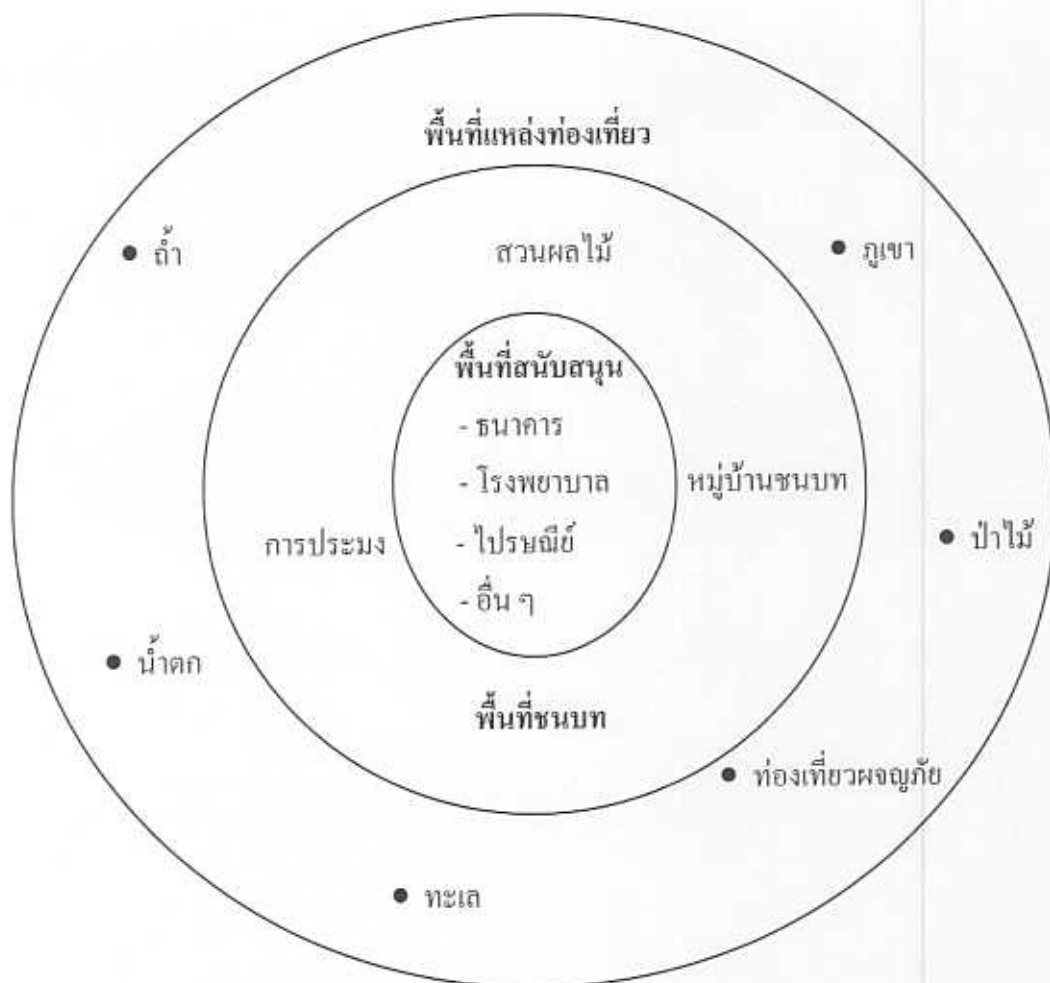 พื้นที่แหล่งท่องเที่ยว
● ถ้ำ
สวนผลไม้
● ภูเขา
พื้นที่สนับสนุน
- ธนาคาร
- โรงพยาบาล
- ไปรษณีย์
- อื่น ๆ
หมู่บ้านชนบท
การประมง
● ป่าไม้
● น้ำตก
พื้นที่ชนบท
● ท่องเที่ยวผจญภัย
● ทะเล